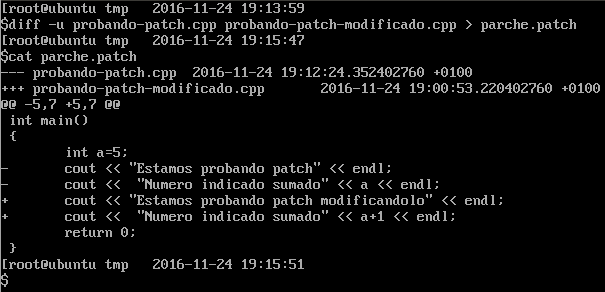 [root@ubuntu tmp   2016-11-24 19:13:59
$diff -u probando-patch.cpp probando-patch-modificado.cpp > parche.patch
[root@ubuntu tmp   2016-11-24 19:15:47
$cat parche.patch
--- probando-patch.cpp  2016-11-24 19:12:24.352402760 +0100
+++ probando-patch-modificado.cpp       2016-11-24 19:00:53.220402760 +0100
@@ -5,7 +5,7 @@
 int main()
 {
        int a=5;
-       cout << "Estamos probando patch" << endl;
-       cout <<  "Numero indicado sumado" << a << endl;
+       cout << "Estamos probando patch modificandolo" << endl;
+       cout <<  "Numero indicado sumado" << a+1 << endl;
        return 0;
 }
[root@ubuntu tmp   2016-11-24 19:15:51
$